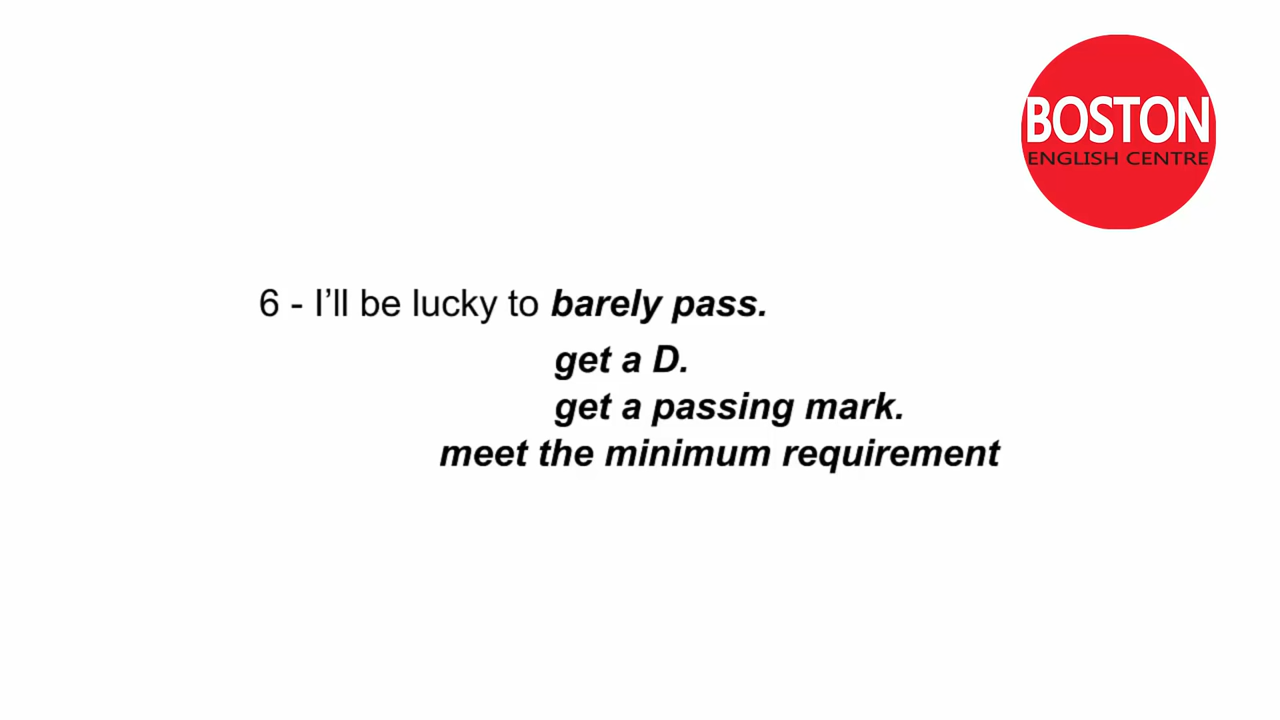 BOSTON
ENGLISH CENTRE
6 - I’ll be lucky to barely pass.
get a D.
get a passing mark.
meet the minimum requirement